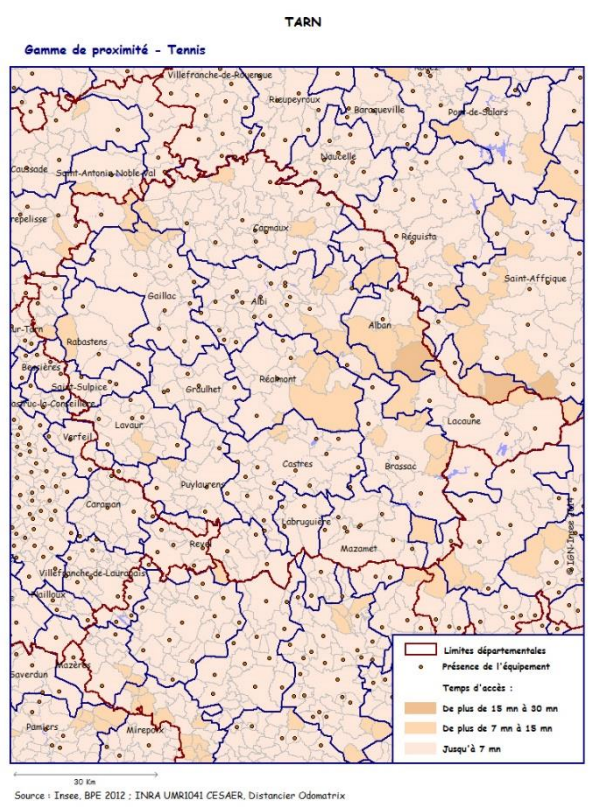 TARN
Gamme de proximité - Tennis
Villefranche-de-Rouergue
Rieupeyroux
Baraqueville
Pont-de-Salars
Naucelle
Caussade
Saint-Antonin-Noble-Val
Carmaux
Réquista
Saint-Affrique
Gaillac
Albi
Alban
Rabastens
Saint-Sulpice
Graulhet
Réalmont
Lavaur
Lacaune
Verfeil
Castres
Brassac
Puylaurens
Caraman
Labruguière
Mazamet
Revel
Villefranche-de-Lauragais
Nailloux
Mazères
Saverdun
Pamiers
Mirepoix
©IGN-Insee 2014
Limites départementales
Présence de l'équipement
Temps d'accès :
De plus de 15 mn à 30 mn
De plus de 7 mn à 15 mn
Jusqu'à 7 mn
30 Km
Source : Insee, BPE 2012 ; INRA UMR1041 CESAER, Distancier Odomatrix